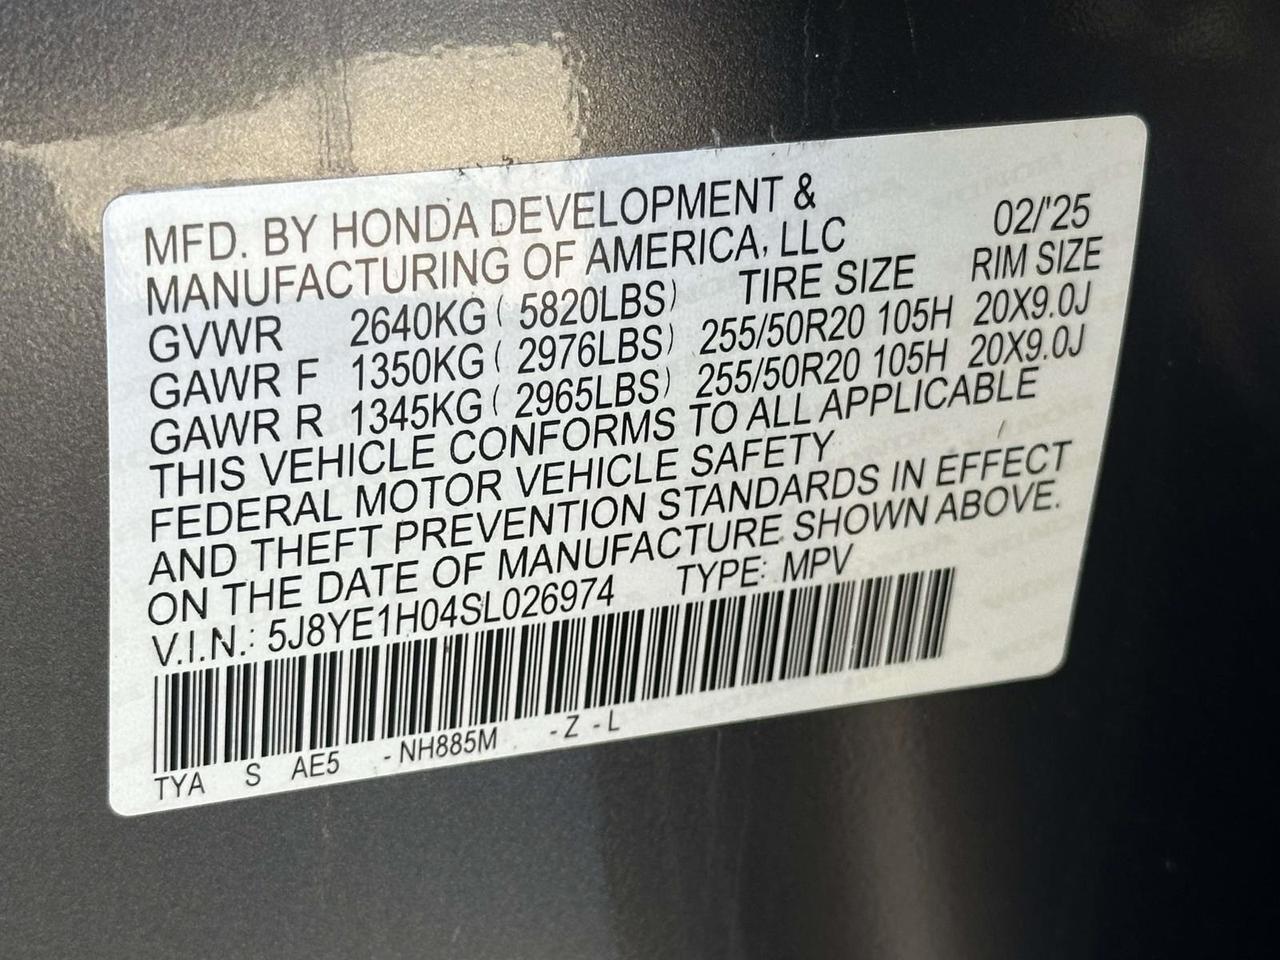 MFD. BY HONDA DEVELOPMENT &
MANUFACTURING OF AMERICA, LLC 02/'25
GVWR 2640KG ( 5820LBS) TIRE SIZE RIM SIZE
GAWR F 1350KG ( 2976LBS) 255/50R20 105H 20X9.0J
GAWR R 1345KG ( 2965LBS) 255/50R20 105H 20X9.0J
THIS VEHICLE CONFORMS TO ALL APPLICABLE
FEDERAL MOTOR VEHICLE SAFETY
AND THEFT PREVENTION STANDARDS IN EFFECT
ON THE DATE OF MANUFACTURE SHOWN ABOVE.
V.I.N.: 5J8YE1H04SL026974 TYPE: MPV
TYA S AE5 -NH885M -Z -L